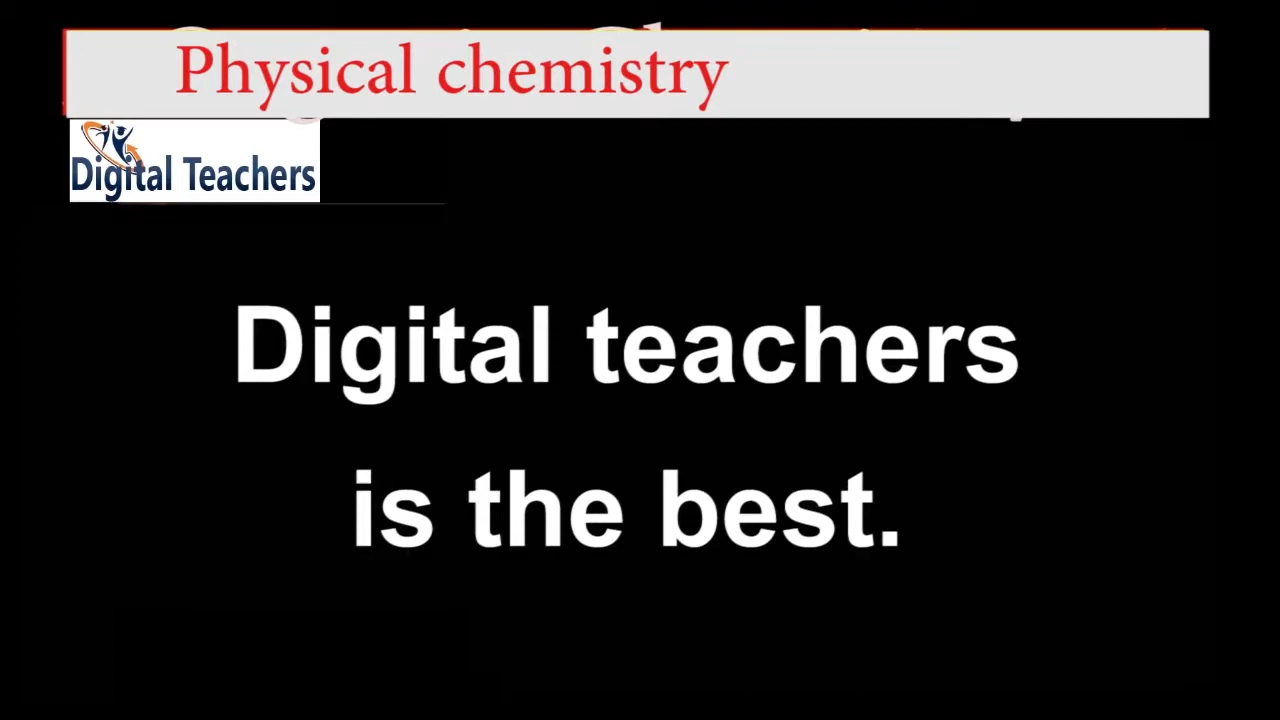 Physical chemistry
Digital Teachers
Digital teachers
is the best.